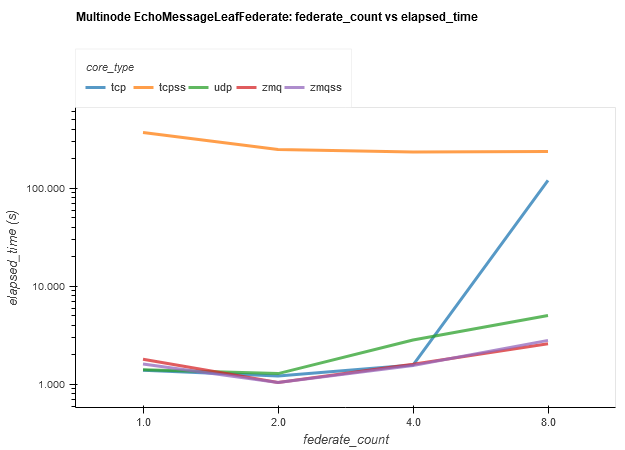 Multinode EchoMessageLeafFederate: federate_count vs elapsed_time
core_type
tcp tcpss udp zmq zmqss
elapsed_time (s)
100.000
10.000
1.000
1.0 2.0 4.0 8.0
federate_count